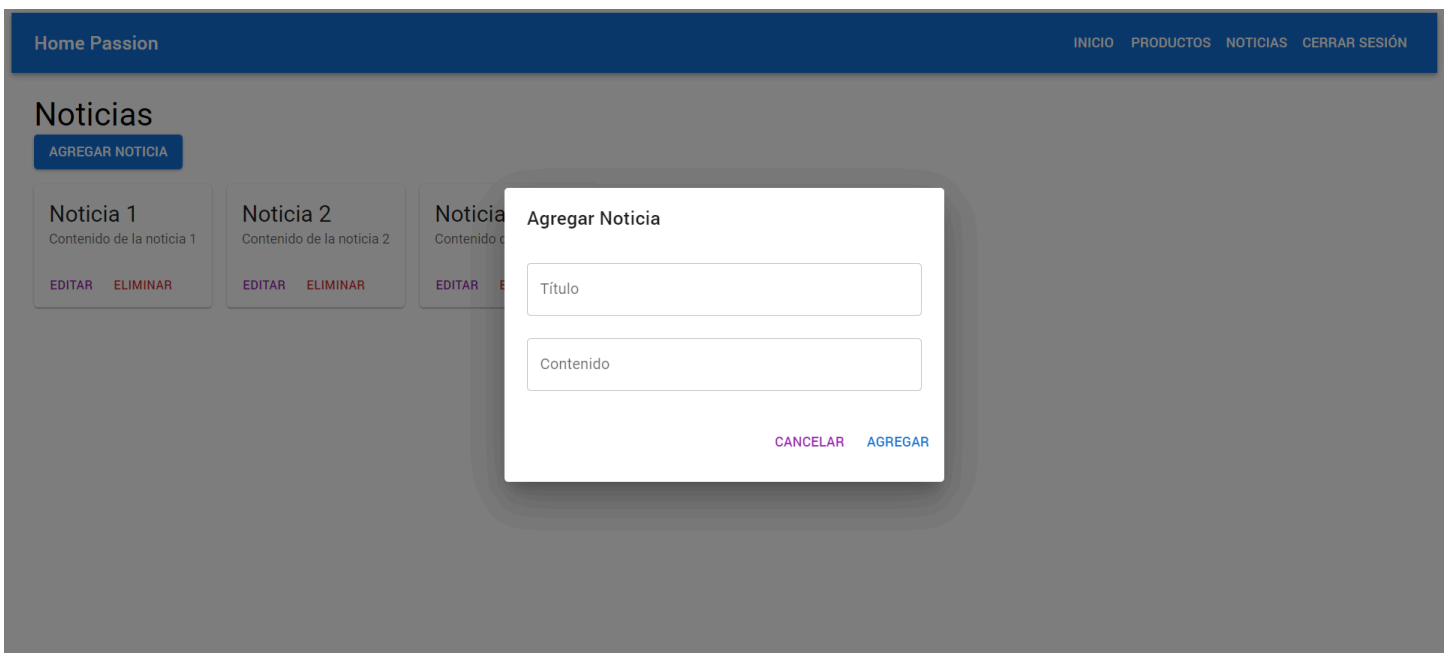 Home Passion
INICIO PRODUCTOS NOTICIAS CERRAR SESIÓN
Noticias
AGREGAR NOTICIA
Noticia 1
Contenido de la noticia 1
EDITAR ELIMINAR
Noticia 2
Contenido de la noticia 2
EDITAR ELIMINAR
Noticia
Contenido
EDITAR
Agregar Noticia
Título
Contenido
CANCELAR AGREGAR